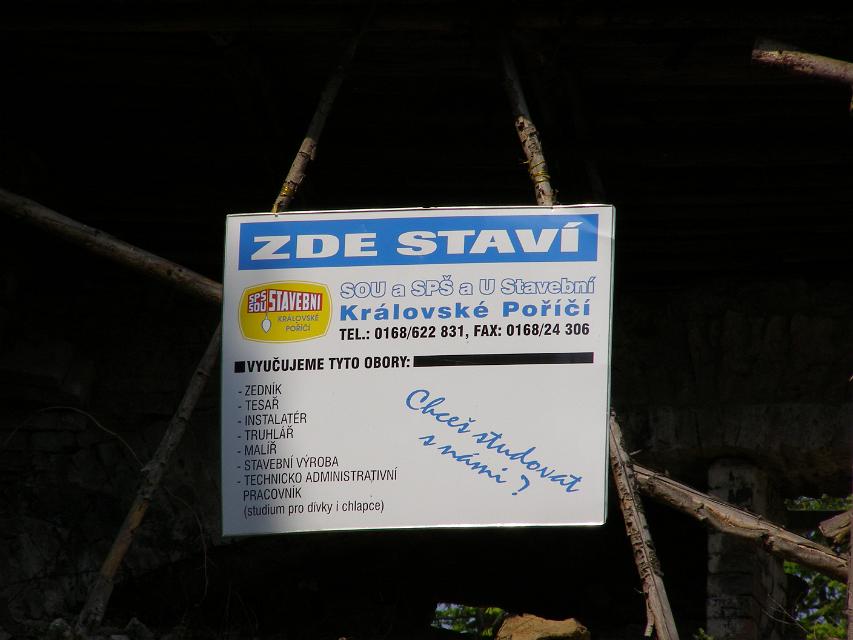 ZDE STAVÍ
SPŠ
SOU STAVEBNI
KRÁLOVSKÉ
POŘÍČÍ
SOU a SPŠ a U Stavební
Královské Poříčí
TEL.: 0168/622 831, FAX: 0168/24 306
VYUČUJEME TYTO OBORY:
- ZEDNÍK
- TESAŘ
- INSTALATÉR
- TRUHLÁŘ
- MALÍŘ
- STAVEBNÍ VÝROBA
- TECHNICKO ADMINISTRATIVNÍ
PRACOVNÍK
(studium pro dívky i chlapce)
Chceš studovat
s námi ?